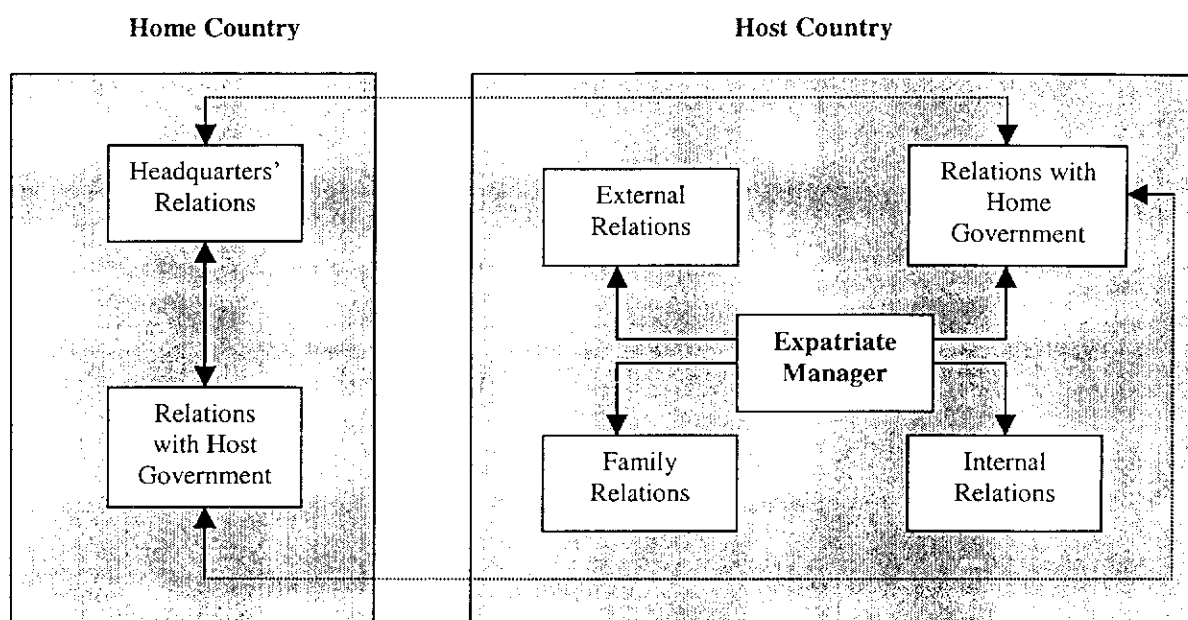 Home Country
Host Country
Headquarters'
Relations
Relations
with Host
Government
External
Relations
Relations with
Home
Government
Expatriate
Manager
Family
Relations
Internal
Relations